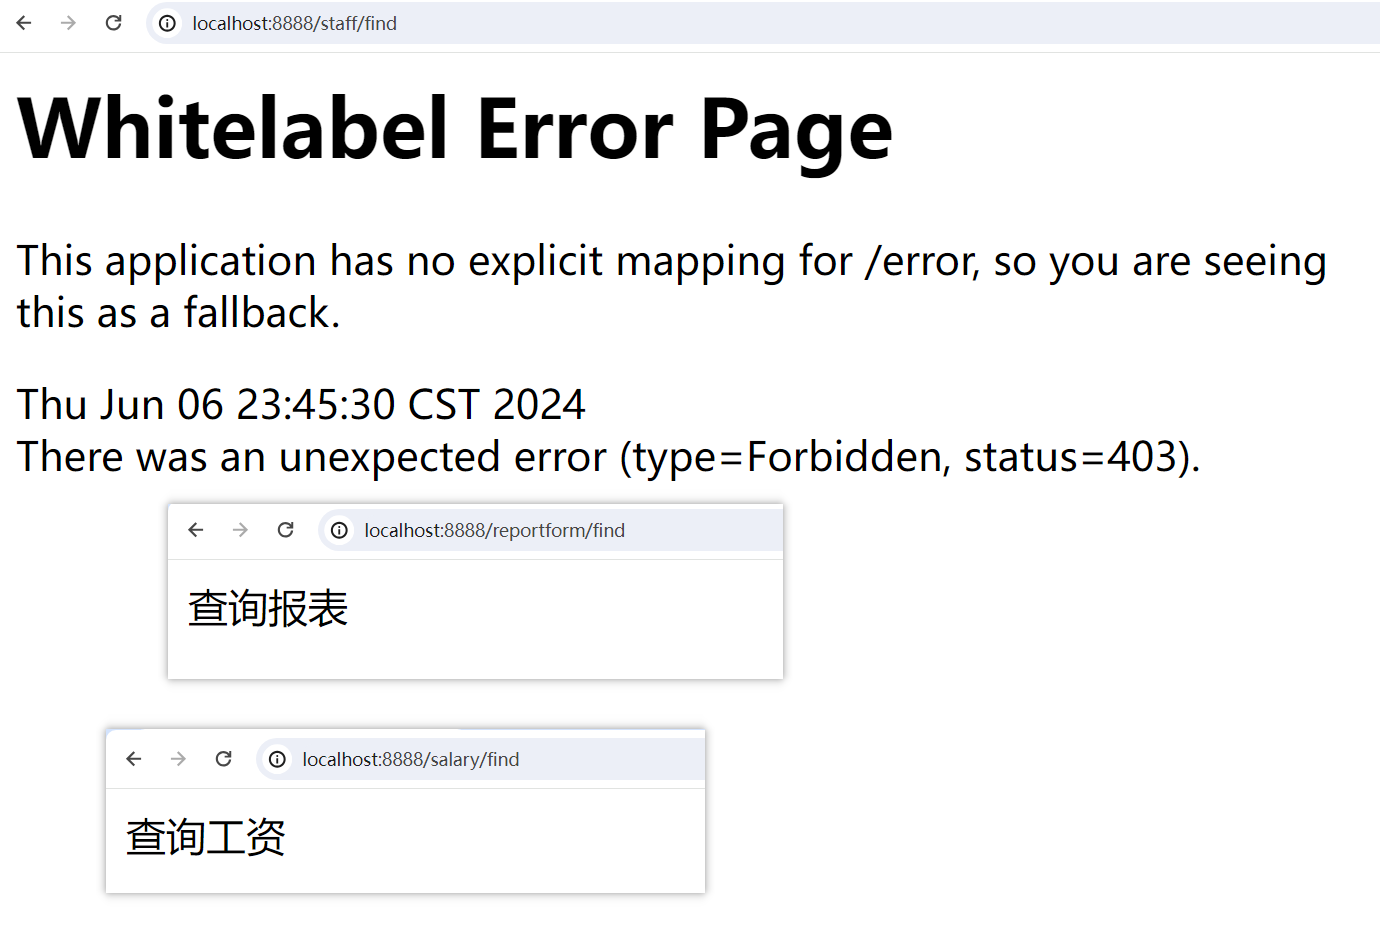 localhost:8888/staff/find
Whitelabel Error Page
This application has no explicit mapping for /error, so you are seeing
this as a fallback.
Thu Jun 06 23:45:30 CST 2024
There was an unexpected error (type=Forbidden, status=403).
localhost:8888/reportform/find
查询报表
localhost:8888/salary/find
查询工资